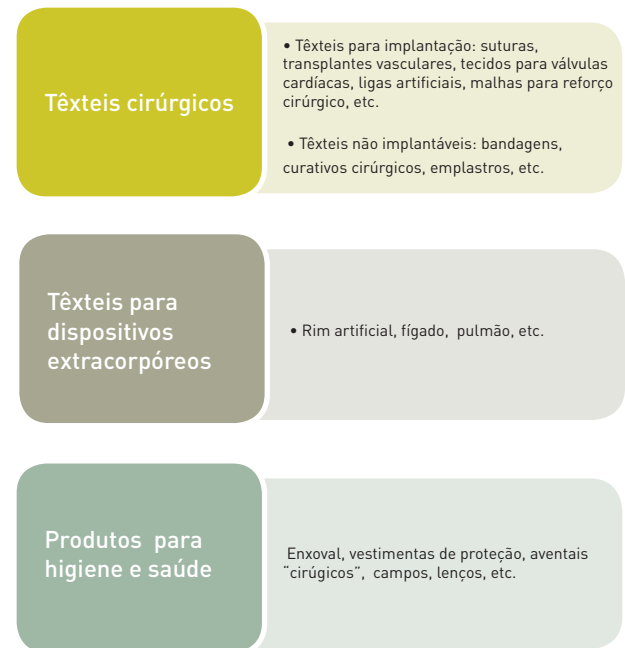 Têxteis cirúrgicos
• Têxteis para implantação: suturas,
transplantes vasculares, tecidos para válvulas
cardíacas, ligas artificiais, malhas para reforço
cirúrgico, etc.
• Têxteis não implantáveis: bandagens,
curativos cirúrgicos, emplastros, etc.
Têxteis para
dispositivos
extracorpóreos
• Rim artificial, fígado, pulmão, etc.
Produtos para
higiene e saúde
Enxoval, vestimentas de proteção, aventais
"cirúgicos", campos, lenços, etc.